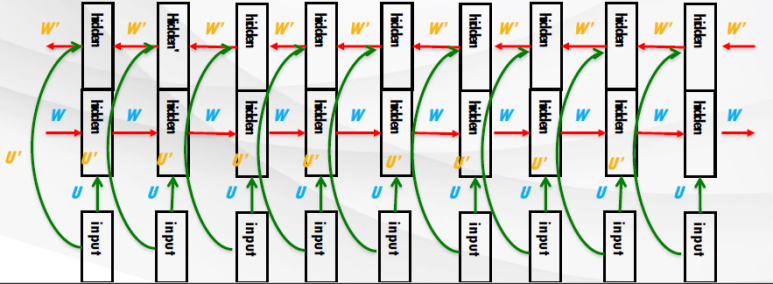 W' W' W' W' W' W' W' W' W' W'
hidden Hidden' hidden hidden hidden hidden hidden hidden hidden
W W W W W W W W W W
hidden hidden hidden hidden hidden hidden hidden hidden hidden
U' U' U' U' U' U' U' U' U'
U U U U U U U U U
input input input input input input input input input